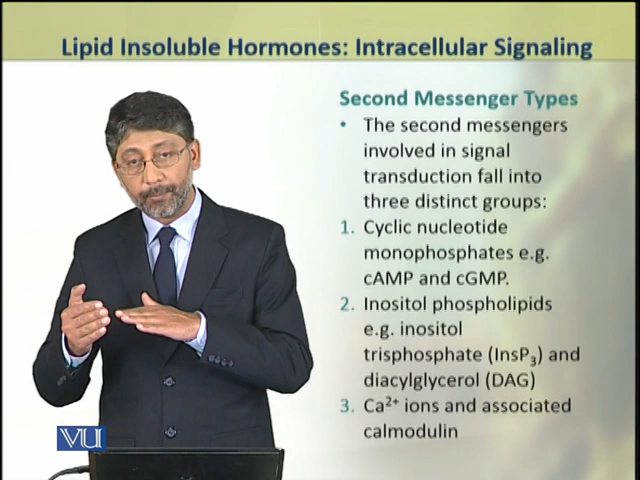 Lipid Insoluble Hormones: Intracellular Signaling
Second Messenger Types
• The second messengers
involved in signal
transduction fall into
three distinct groups:
1. Cyclic nucleotide
monophosphates e.g.
cAMP and cGMP.
2. Inositol phospholipids
e.g. inositol
trisphosphate (InsP₃) and
diacylglycerol (DAG)
3. Ca²⁺ ions and associated
calmodulin
VU